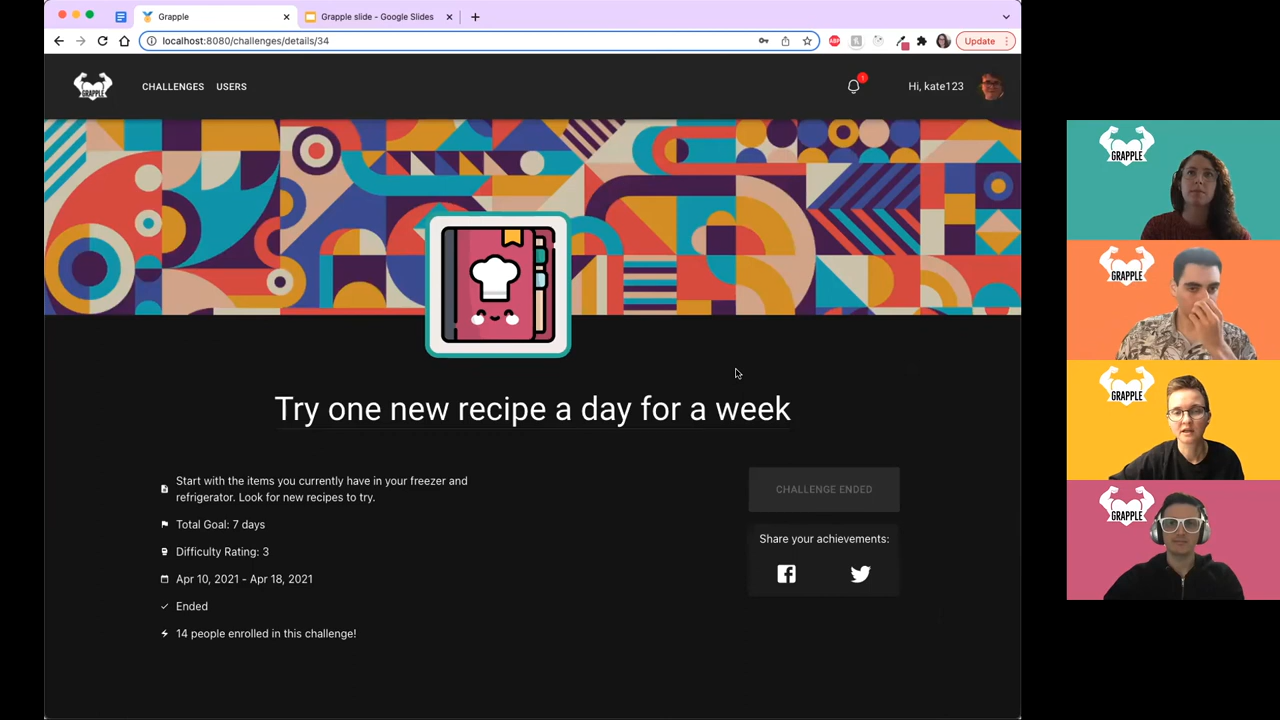 Grapple
Grapple slide - Google Slides
localhost:8080/challenges/details/34
ABP
Update
GRAPPLE
CHALLENGES
USERS
1
Hi, kate123
Try one new recipe a day for a week
Start with the items you currently have in your freezer and
refrigerator. Look for new recipes to try.
Total Goal: 7 days
Difficulty Rating: 3
Apr 10, 2021 - Apr 18, 2021
Ended
14 people enrolled in this challenge!
CHALLENGE ENDED
Share your achievements:
GRAPPLE
GRAPPLE
GRAPPLE
GRAPPLE